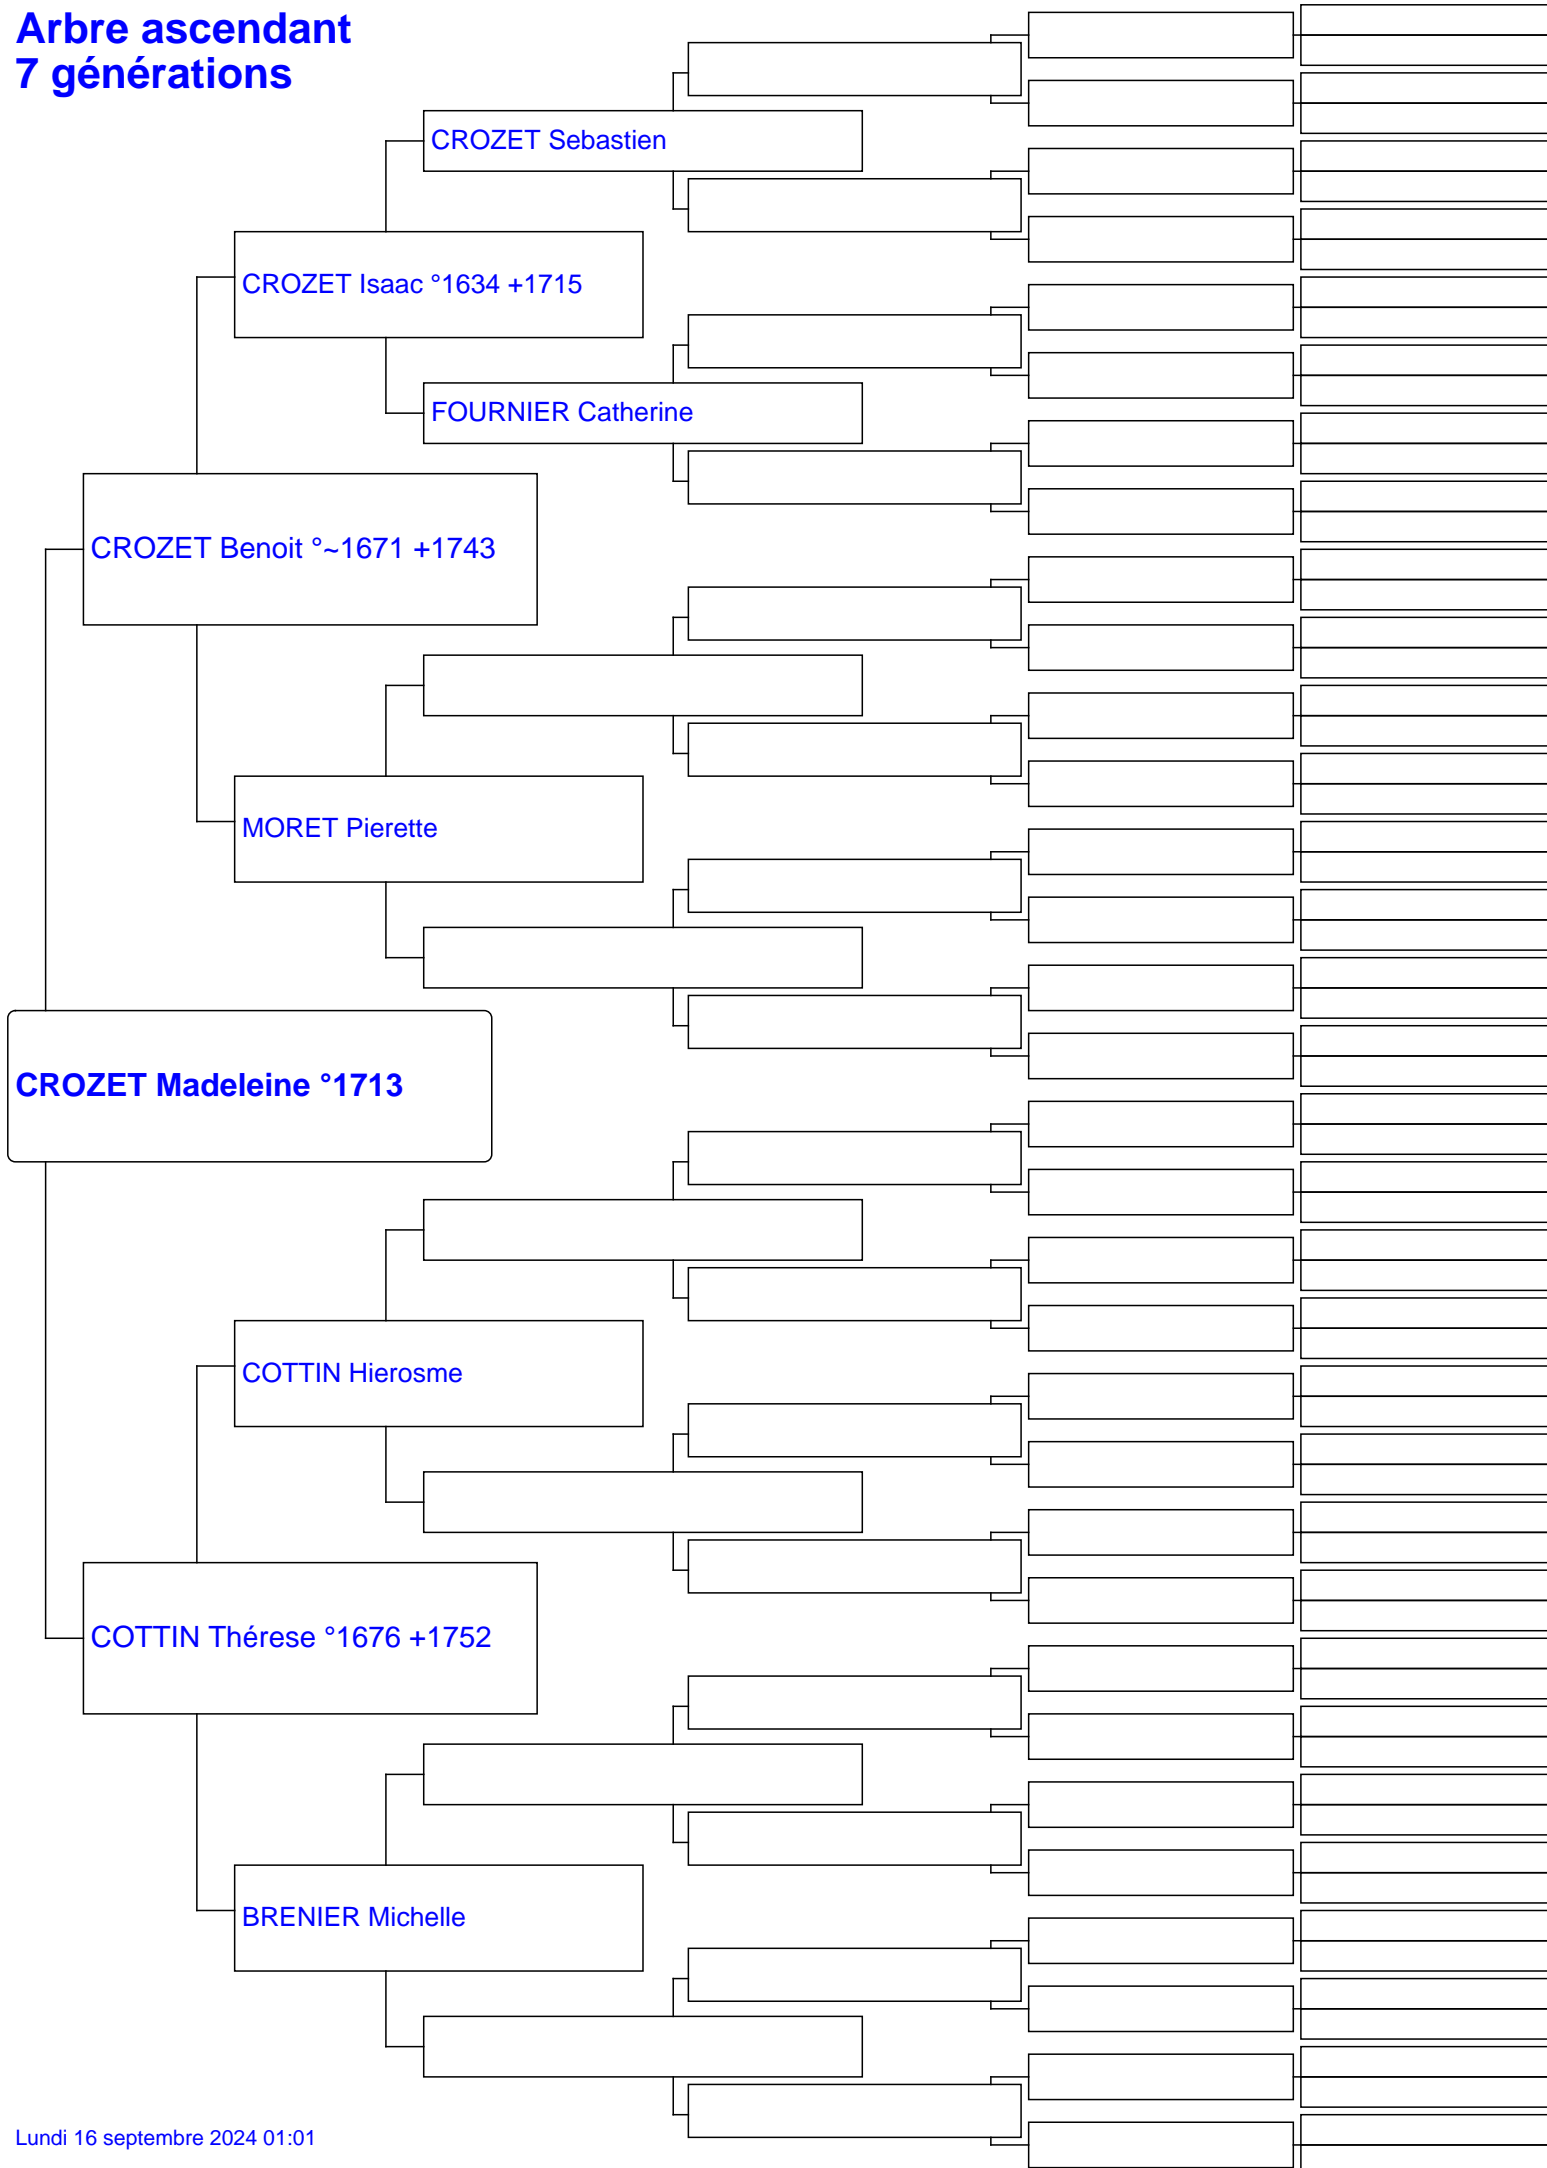 Arbre ascendant
7 générations
CROZET Sebastien
CROZET Isaac °1634 +1715
FOURNIER Catherine
CROZET Benoit °~1671 +1743
MORET Pierette
CROZET Madeleine °1713
COTTIN Hierosme
COTTIN Thérese °1676 +1752
BRENIER Michelle
Lundi 16 septembre 2024 01:01